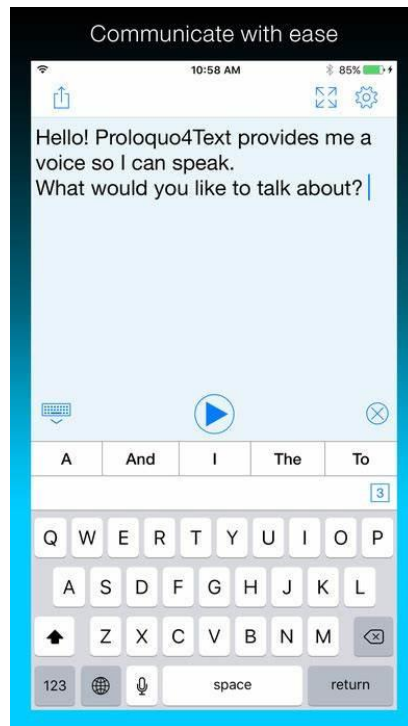 Communicate with ease
10:58 AM 85%
Hello! Proloquo4Text provides me a
voice so I can speak.
What would you like to talk about?
A And I The To
3
Q W E R T Y U I O P
A S D F G H J K L
Z X C V B N M
123 space return